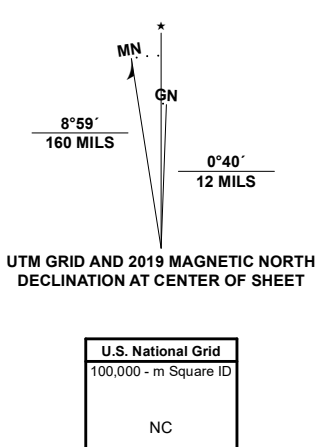 ★
MN
GN
8°59´
160 MILS
0°40´
12 MILS
UTM GRID AND 2019 MAGNETIC NORTH
DECLINATION AT CENTER OF SHEET
U.S. National Grid
100,000 - m Square ID
NC